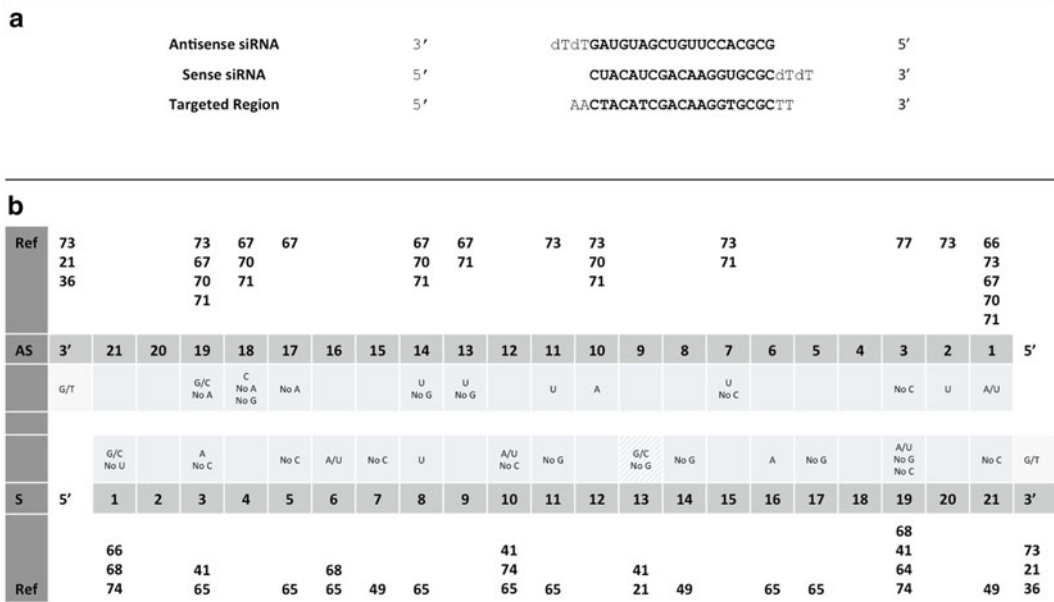 a
Antisense siRNA 3′ dTdTGAUGUAGCUGUUCCACGCG 5′
Sense siRNA 5′ CUACAUCGACAAGGUGCGCdTdT 3′
Targeted Region 5′ AACTACATCGACAAGGTGCGCTT 3′
b
Ref 73 73 67 67 67 67 73 73 73 77 73 66
21 67 70 70 71 70 71 73
36 70 71 71 71 67
71 70
71
AS 3′ 21 20 19 18 17 16 15 14 13 12 11 10 9 8 7 6 5 4 3 2 1 5′
G/T G/C No A C No A No G No A U No G U No G U A U No C No C U A/U
G/C No U A No C No C A/U No C U A/U No C No G G/C No G No G A No G A/U No G No C No C G/T
S 5′ 1 2 3 4 5 6 7 8 9 10 11 12 13 14 15 16 17 18 19 20 21 3′
68
66 41 41 73
68 41 68 74 41 64 21
Ref 74 65 65 65 49 65 65 65 21 49 65 65 74 49 36